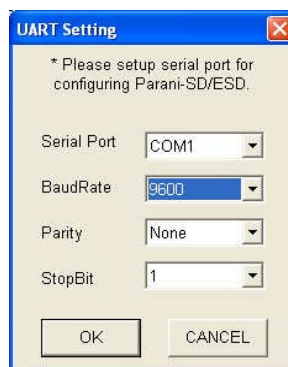 UART Setting
* Please setup serial port for
configuring Parani-SD/ESD.
Serial Port COM1
BaudRate 9600
Parity None
StopBit 1
OK CANCEL